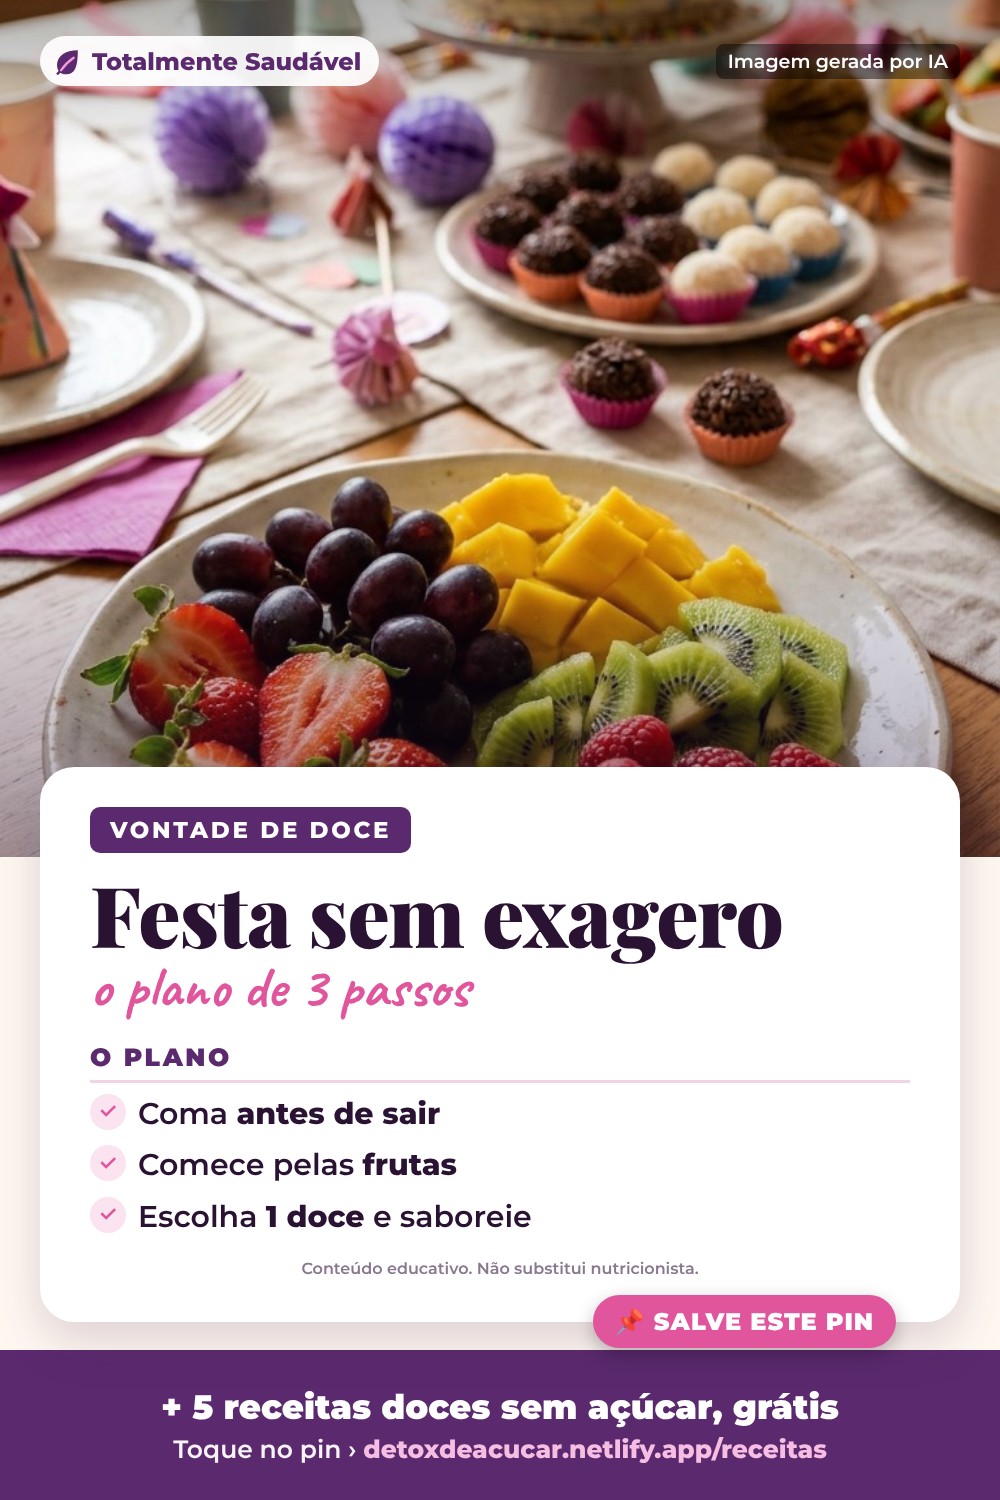 Totalmente Saudável
Imagem gerada por IA
VONTADE DE DOCE
Festa sem exagero
o plano de 3 passos
O PLANO
Coma antes de sair
Comece pelas frutas
Escolha 1 doce e saboreie
Conteúdo educativo. Não substitui nutricionista.
📌 SALVE ESTE PIN
+ 5 receitas doces sem açúcar, grátis
Toque no pin › detoxdeacucar.netlify.app/receitas